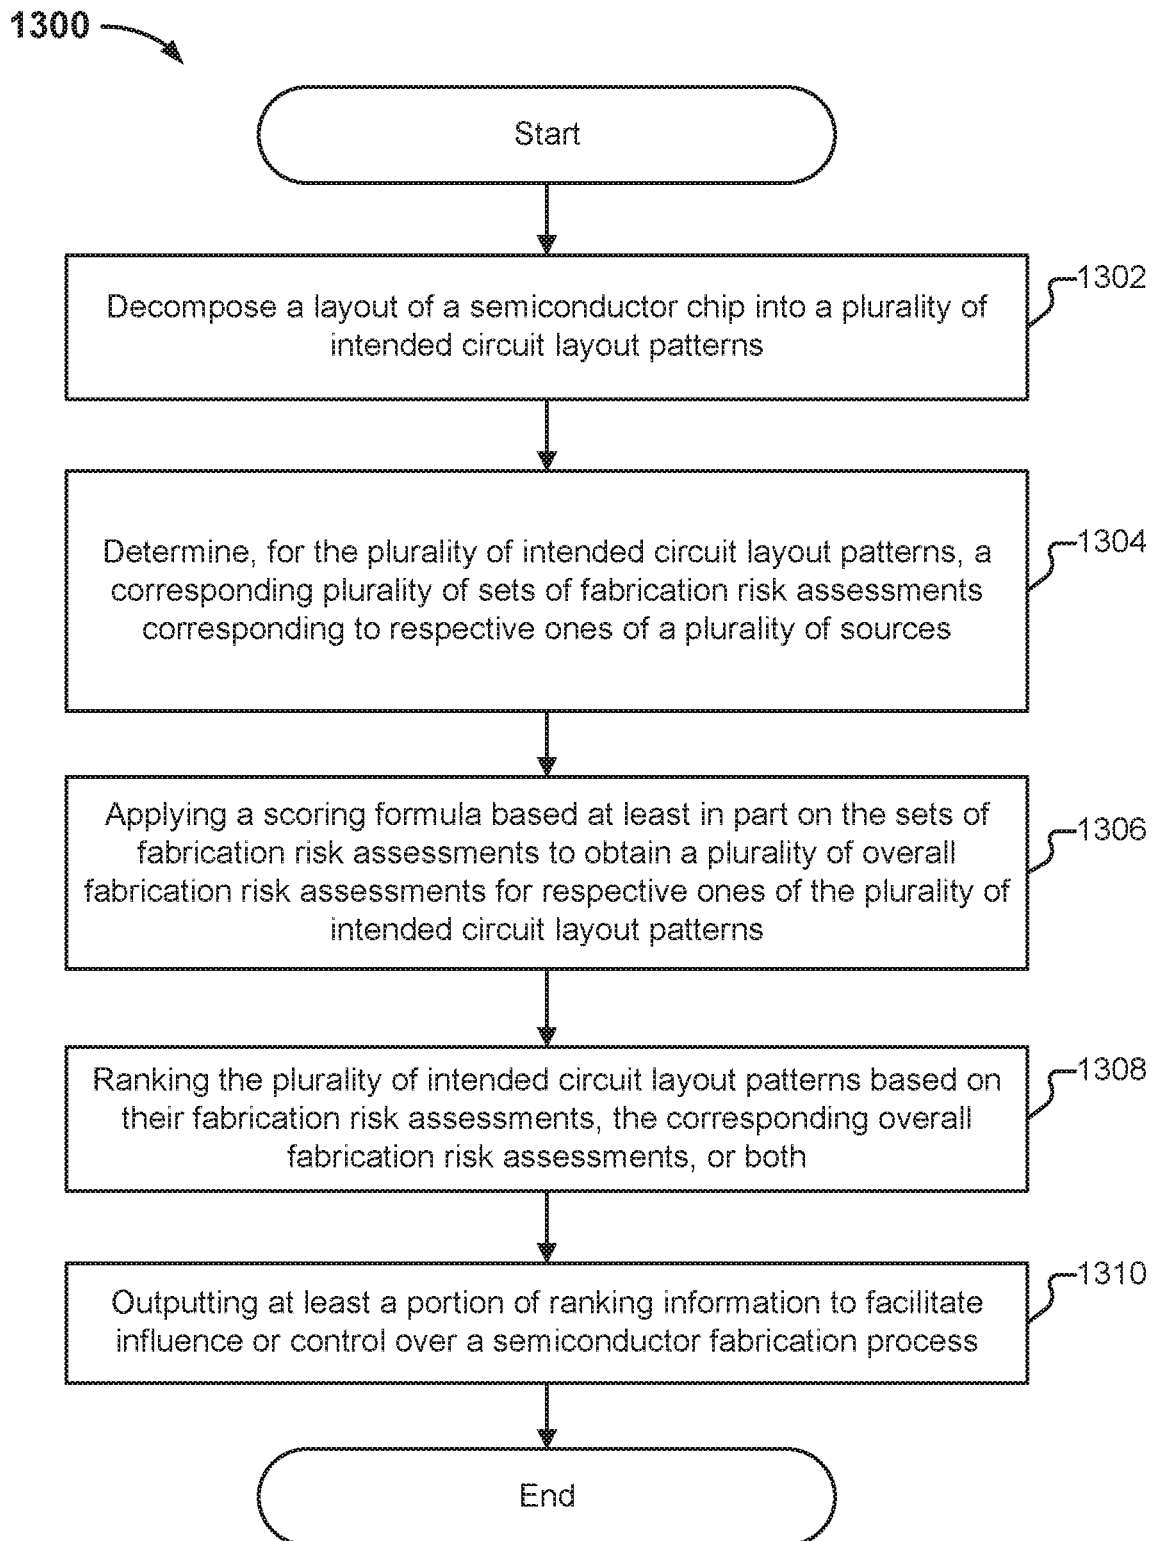 1300
Start
Decompose a layout of a semiconductor chip into a plurality of
intended circuit layout patterns
1302
Determine, for the plurality of intended circuit layout patterns, a
corresponding plurality of sets of fabrication risk assessments
corresponding to respective ones of a plurality of sources
1304
Applying a scoring formula based at least in part on the sets of
fabrication risk assessments to obtain a plurality of overall
fabrication risk assessments for respective ones of the plurality of
intended circuit layout patterns
1306
Ranking the plurality of intended circuit layout patterns based on
their fabrication risk assessments, the corresponding overall
fabrication risk assessments, or both
1308
Outputting at least a portion of ranking information to facilitate
influence or control over a semiconductor fabrication process
1310
End